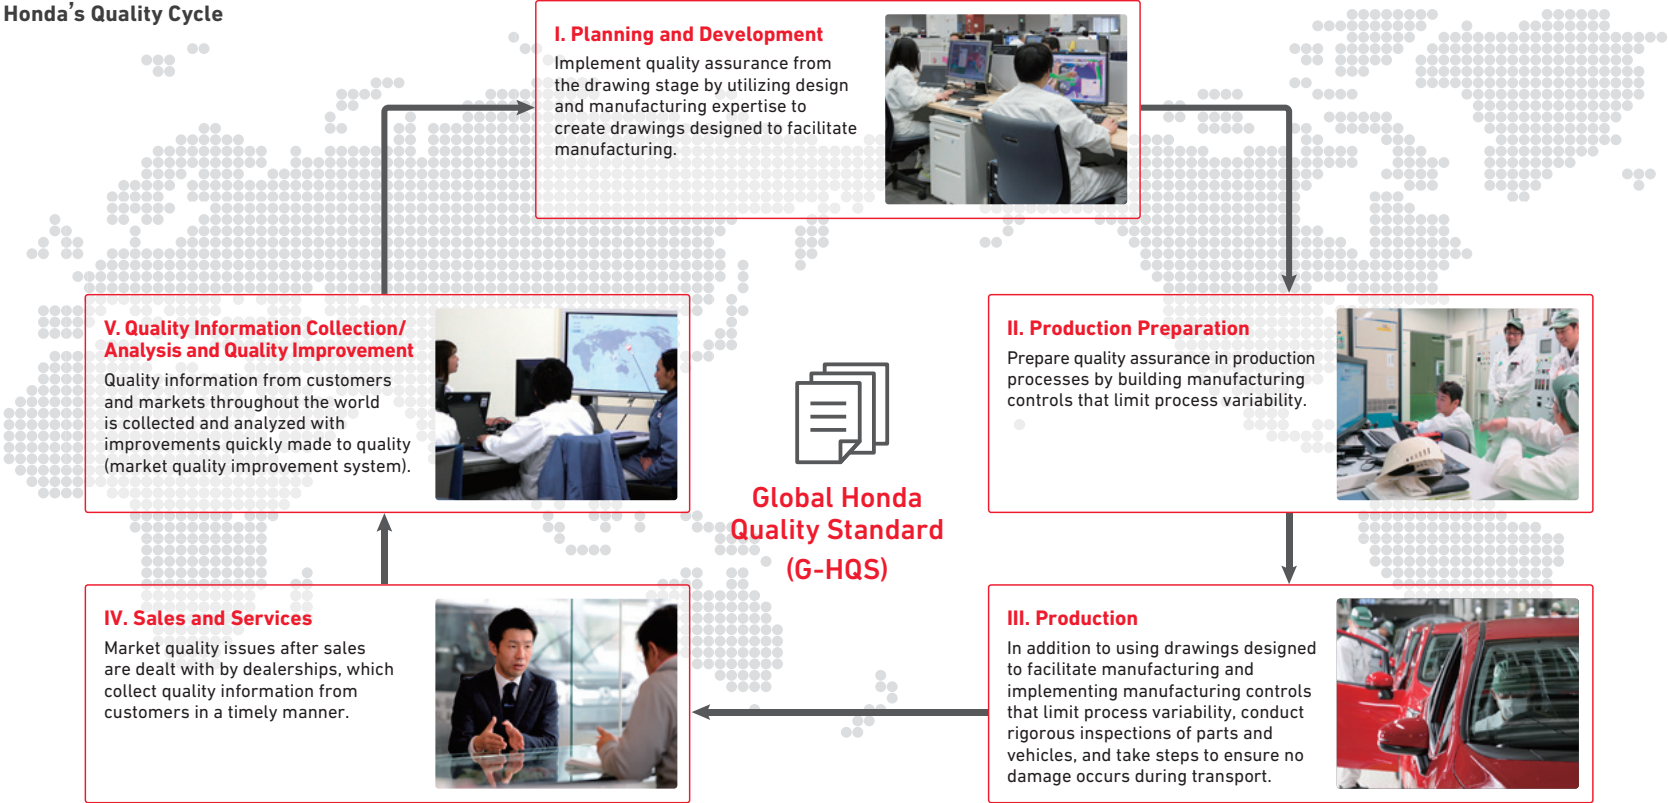 Honda's Quality Cycle
I. Planning and Development
Implement quality assurance from
the drawing stage by utilizing design
and manufacturing expertise to
create drawings designed to facilitate
manufacturing.
II. Production Preparation
Prepare quality assurance in production
processes by building manufacturing
controls that limit process variability.
III. Production
In addition to using drawings designed
to facilitate manufacturing and
implementing manufacturing controls
that limit process variability, conduct
rigorous inspections of parts and
vehicles, and take steps to ensure no
damage occurs during transport.
IV. Sales and Services
Market quality issues after sales
are dealt with by dealerships, which
collect quality information from
customers in a timely manner.
V. Quality Information Collection/
Analysis and Quality Improvement
Quality information from customers
and markets throughout the world
is collected and analyzed with
improvements quickly made to quality
(market quality improvement system).
Global Honda
Quality Standard
(G-HQS)